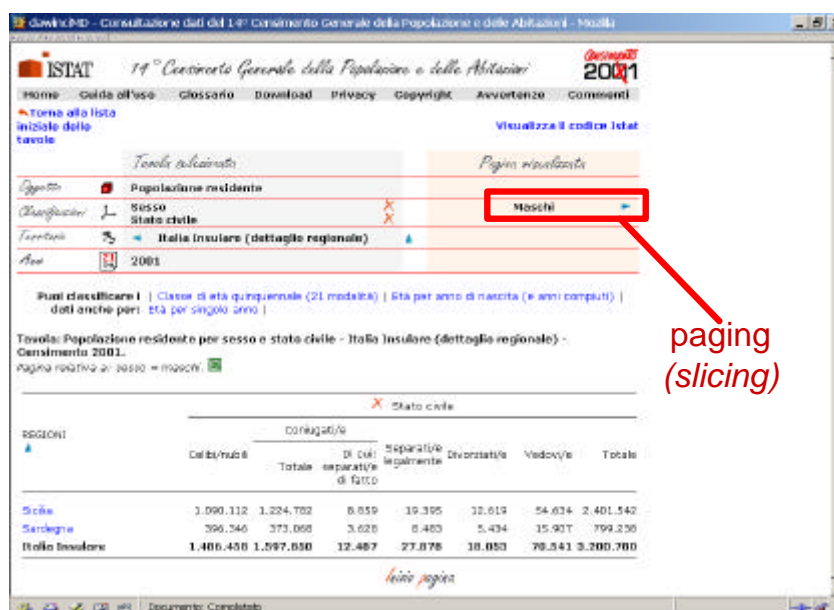 dawinciMD - Consultazione dati del 14° Censimento Generale della Popolazione e delle Abitazioni - Mozilla
ISTAT 14° Censimento Generale della Popolazione e delle Abitazioni Censimento 2001
Home Guida all'uso Glossario Download Privacy Copyright Avvertenze Commenti
Torna alla lista iniziale delle tavole
Visualizza il codice Istat
Tavola selezionata Pagina visualizzata
Oggetto Popolazione residente
Classificazioni Sesso Maschi
Stato civile
Territorio Italia Insulare (dettaglio regionale)
Anni 2001
Puoi classificare i | Classe di età quinquennale (21 modalità) | Età per anno di nascita (e anni compiuti) |
dati anche per: Età per singolo anno |
paging
(slicing)
Tavola: Popolazione residente per sesso e stato civile - Italia Insulare (dettaglio regionale) -
Censimento 2001.
Pagina relativa a: sesso = maschi.
Stato civile
REGIONI
Coniugati/e
Celibi/nubili Totale Di cui: separati/e di fatto Separati/e legalmente Divorziati/e Vedovi/e Totale
Sicilia 1.090.112 1.224.782 8.859 19.395 12.619 54.634 2.401.542
Sardegna 396.346 373.068 3.628 8.483 5.434 15.907 799.238
Italia Insulare 1.486.458 1.597.850 12.487 27.878 18.053 70.541 3.200.780
inizio pagina
Documento: Completato